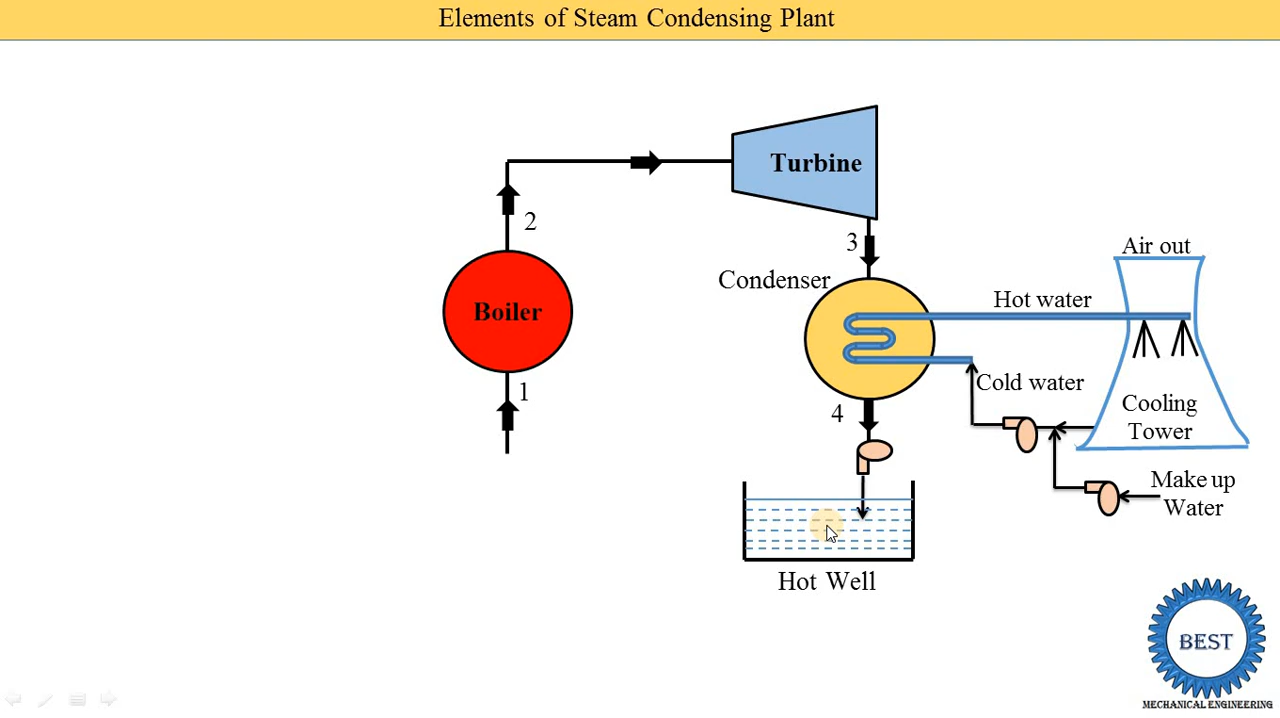 Elements of Steam Condensing Plant
Turbine
2
3
Air out
Condenser
Hot water
Boiler
1
Cold water
4
Cooling
Tower
Make up
Water
Hot Well
BEST
MECHANICAL ENGINEERING